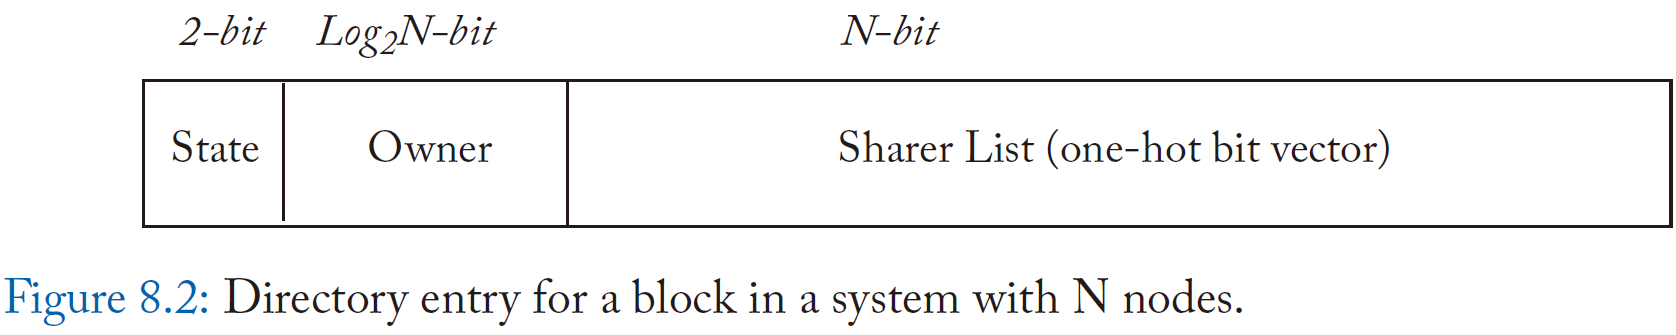 2-bit Log₂N-bit N-bit
State Owner Sharer List (one-hot bit vector)
Figure 8.2: Directory entry for a block in a system with N nodes.